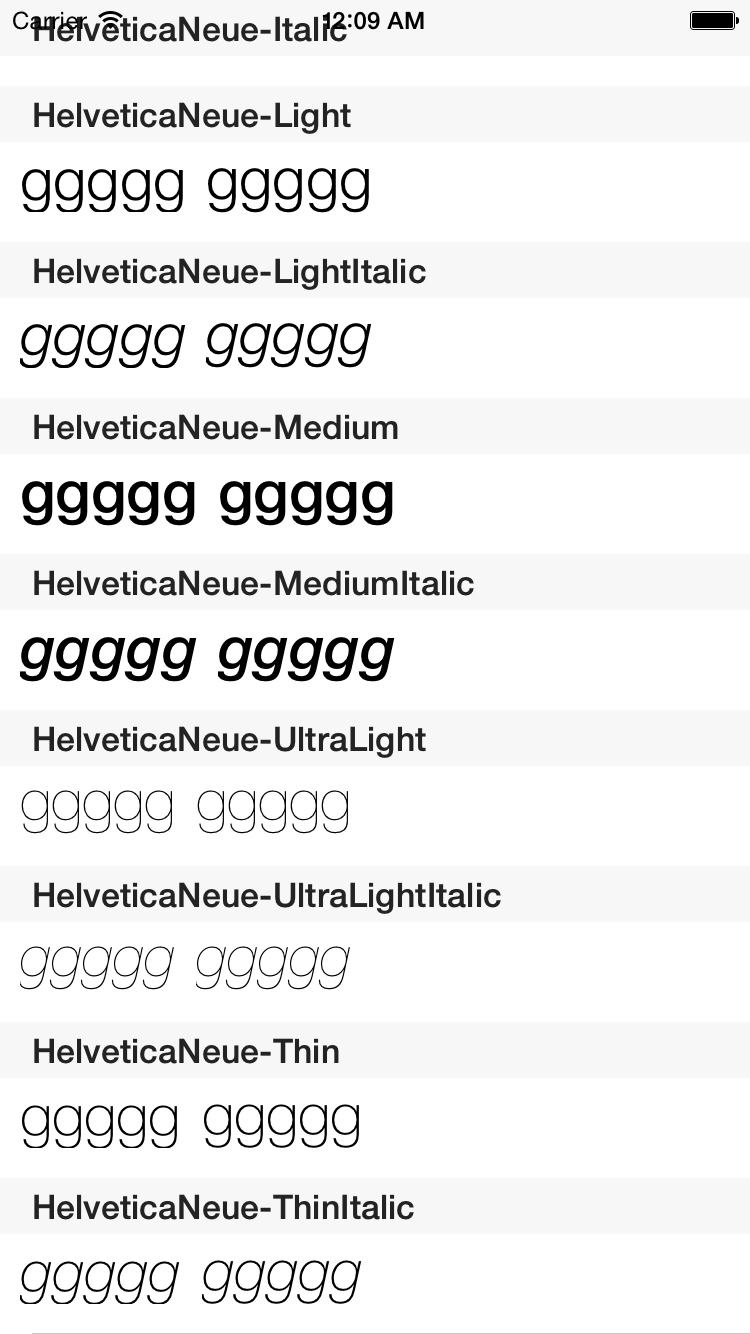 Carrier 12:09 AM
HelveticaNeue-Italic
HelveticaNeue-Light
ggggg ggggg
HelveticaNeue-LightItalic
ggggg ggggg
HelveticaNeue-Medium
ggggg ggggg
HelveticaNeue-MediumItalic
ggggg ggggg
HelveticaNeue-UltraLight
ggggg ggggg
HelveticaNeue-UltraLightItalic
ggggg ggggg
HelveticaNeue-Thin
ggggg ggggg
HelveticaNeue-ThinItalic
ggggg ggggg